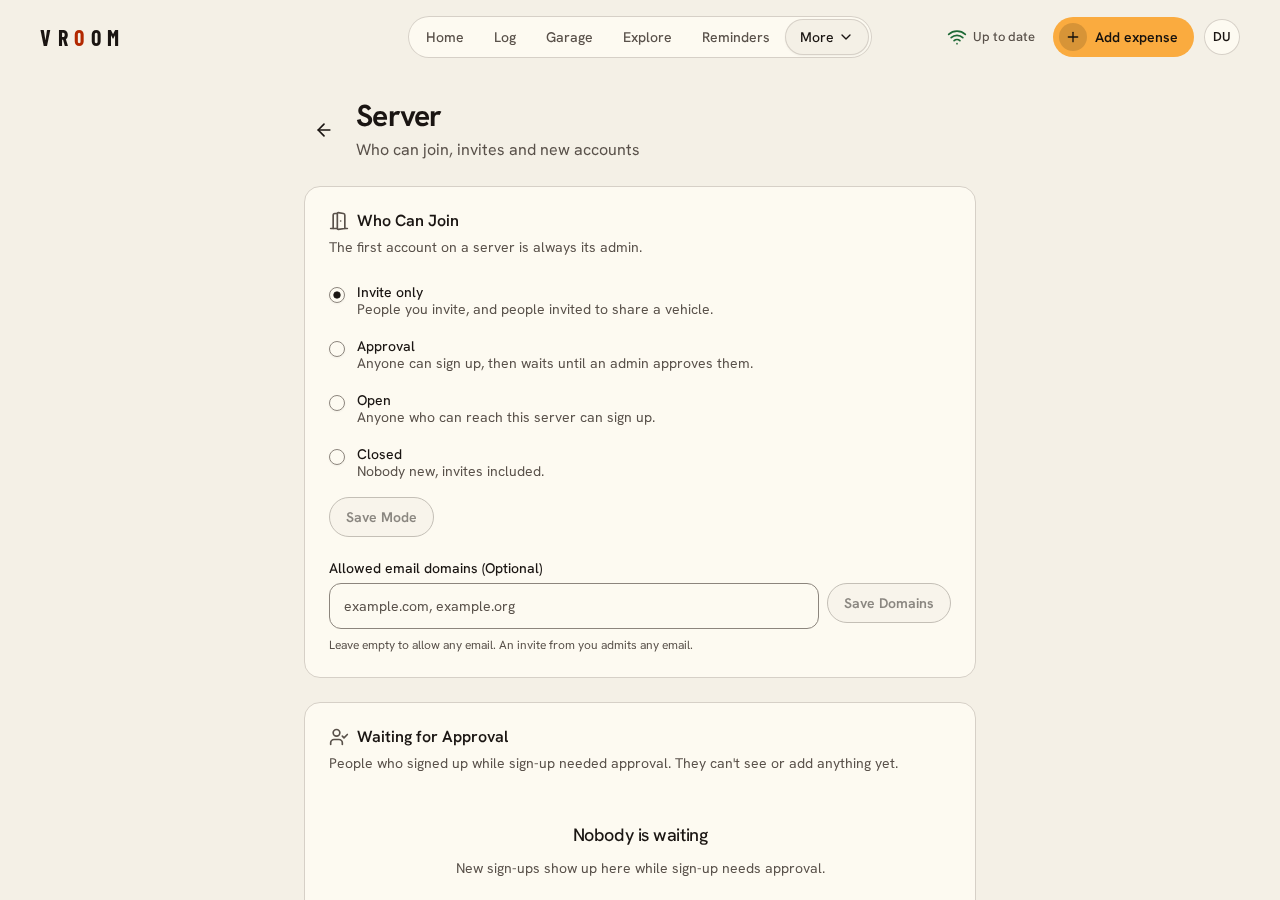 VROOM
Home
Log
Garage
Explore
Reminders
More
Up to date
Add expense
DU
Server
Who can join, invites and new accounts
Who Can Join
The first account on a server is always its admin.
Invite only
People you invite, and people invited to share a vehicle.
Approval
Anyone can sign up, then waits until an admin approves them.
Open
Anyone who can reach this server can sign up.
Closed
Nobody new, invites included.
Save Mode
Allowed email domains (Optional)
example.com, example.org
Save Domains
Leave empty to allow any email. An invite from you admits any email.
Waiting for Approval
People who signed up while sign-up needed approval. They can't see or add anything yet.
Nobody is waiting
New sign-ups show up here while sign-up needs approval.